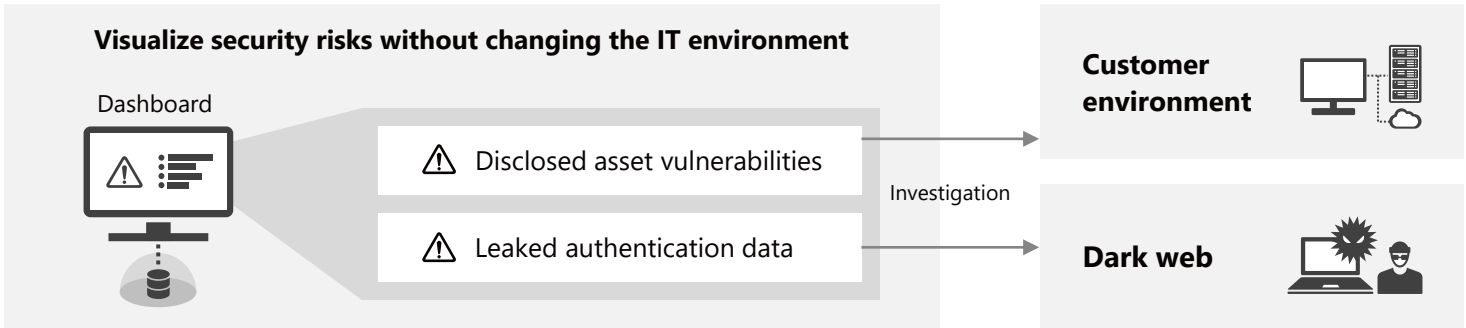 Visualize security risks without changing the IT environment
Dashboard
Disclosed asset vulnerabilities
Leaked authentication data
Investigation
Customer
environment
Dark web